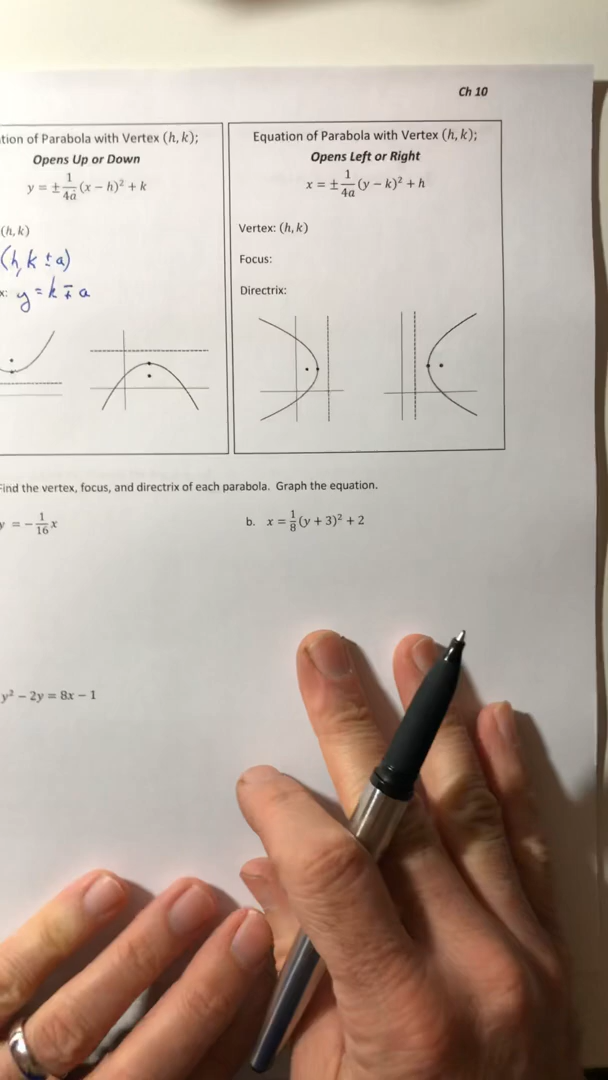 Ch 10
tion of Parabola with Vertex (h, k);
Opens Up or Down
y = ± 1/4a (x − h)² + k
(h, k)
(h, k ± a)
x: y = k ∓ a
Equation of Parabola with Vertex (h, k);
Opens Left or Right
x = ± 1/4a (y − k)² + h
Vertex: (h, k)
Focus:
Directrix:
Find the vertex, focus, and directrix of each parabola. Graph the equation.
y = − 1/16 x
b. x = 1/8 (y + 3)² + 2
y² − 2y = 8x − 1